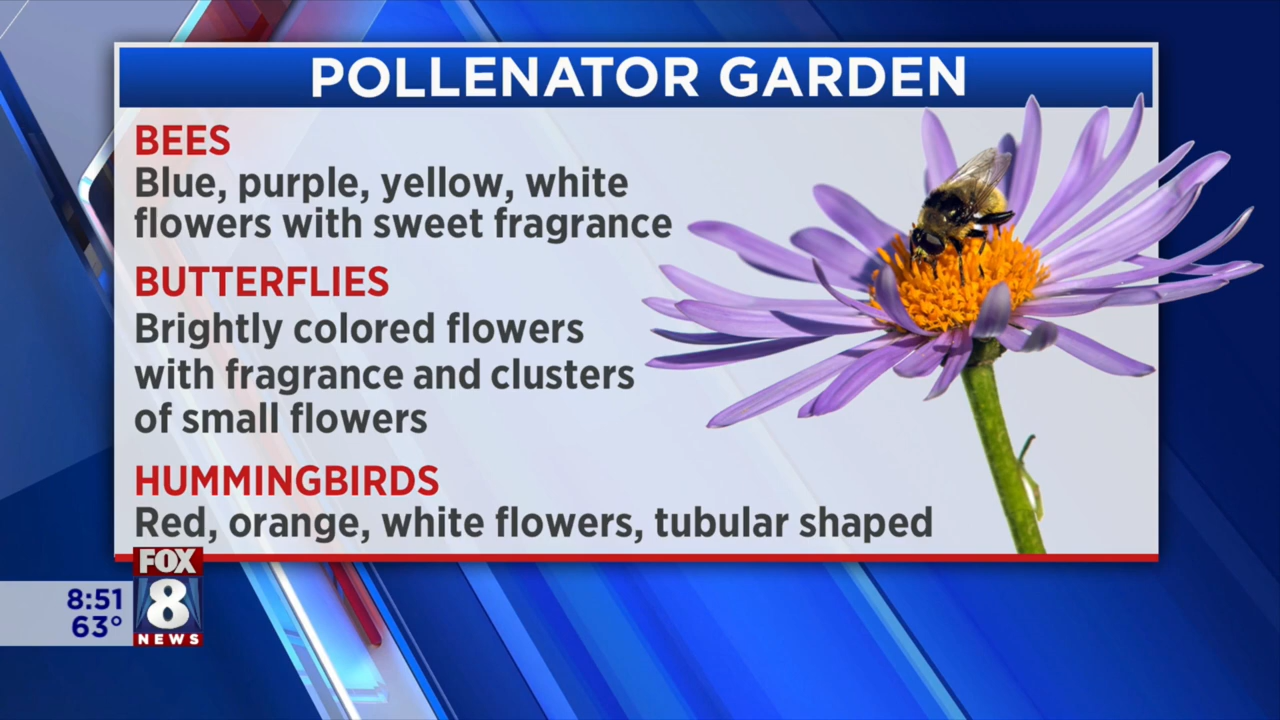 POLLENATOR GARDEN
BEES
Blue, purple, yellow, white
flowers with sweet fragrance
BUTTERFLIES
Brightly colored flowers
with fragrance and clusters
of small flowers
HUMMINGBIRDS
Red, orange, white flowers, tubular shaped
8:51
63°
FOX
8
NEWS